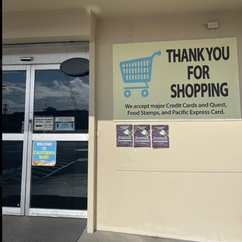 THANK YOU
FOR
SHOPPING
We accept major Credit Cards and Quest,
Food Stamps, and Pacific Express Card.
WELCOME TO
CALIFORNIA
MART